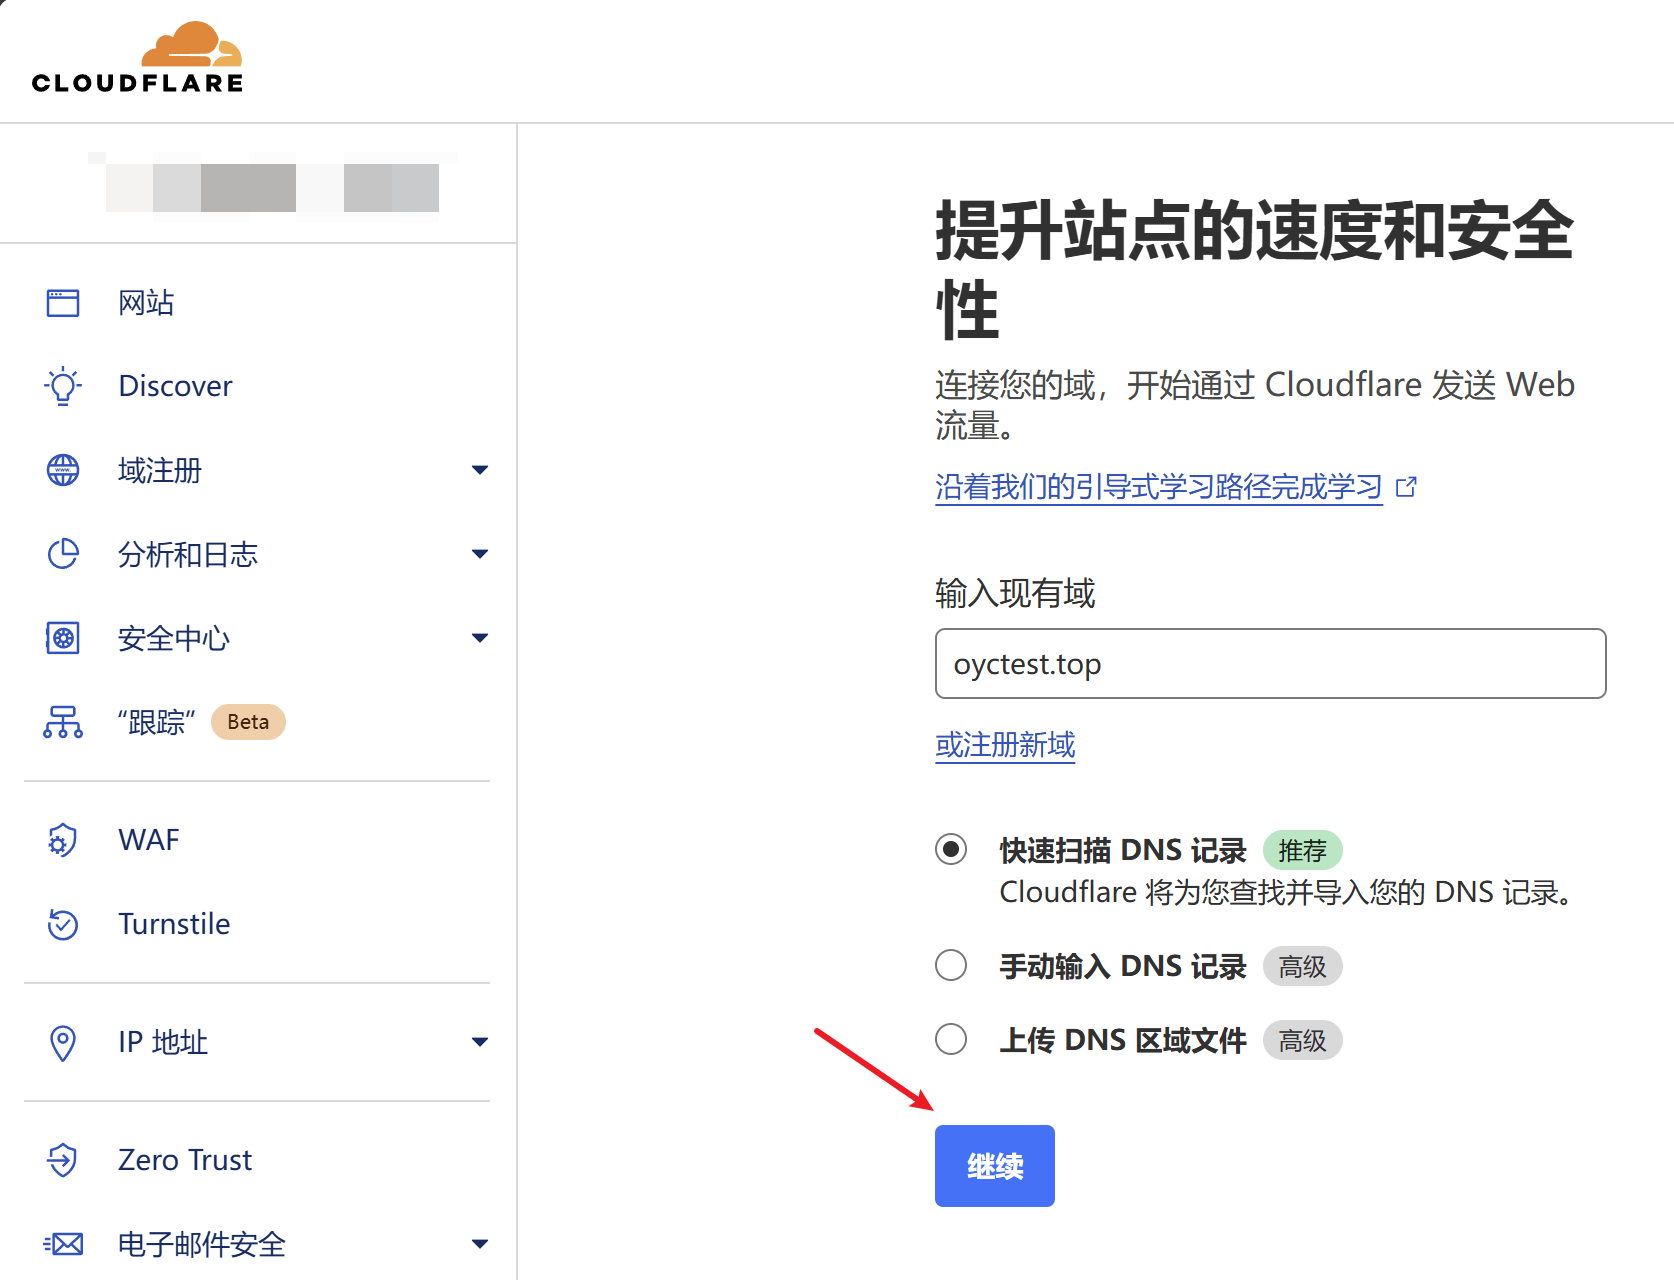 CLOUDFLARE
网站
Discover
域注册
分析和日志
安全中心
“跟踪” Beta
WAF
Turnstile
IP 地址
Zero Trust
电子邮件安全
提升站点的速度和安全
性
连接您的域，开始通过 Cloudflare 发送 Web
流量。
沿着我们的引导式学习路径完成学习
输入现有域
oyctest.top
或注册新域
快速扫描 DNS 记录 推荐
Cloudflare 将为您查找并导入您的 DNS 记录。
手动输入 DNS 记录 高级
上传 DNS 区域文件 高级
继续